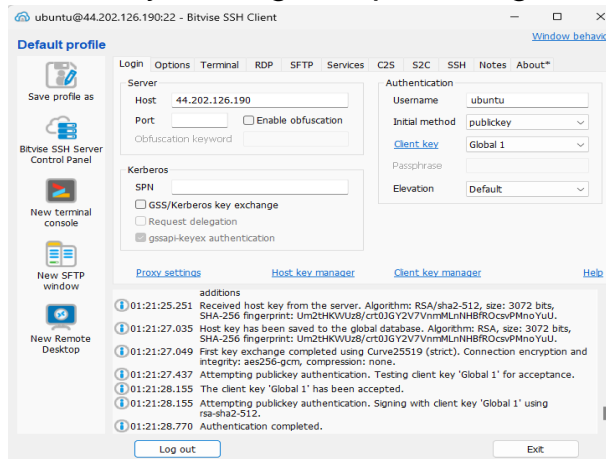 ubuntu@44.202.126.190:22 - Bitvise SSH Client
Default profile
Window behavic
Save profile as
Bitvise SSH Server
Control Panel
New terminal
console
New SFTP
window
New Remote
Desktop
Login Options Terminal RDP SFTP Services C2S S2C SSH Notes About*
Server
Host 44.202.126.190
Port Enable obfuscation
Obfuscation keyword
Kerberos
SPN
GSS/Kerberos key exchange
Request delegation
gssapi-keyex authentication
Authentication
Username ubuntu
Initial method publickey
Client key Global 1
Passphrase
Elevation Default
Proxy settings Host key manager Client key manager Help
additions
01:21:25.251 Received host key from the server. Algorithm: RSA/sha2-512, size: 3072 bits,
SHA-256 fingerprint: Um2tHKWUz8/crt0JGY2V7VnmMLnNHBfROcsvPMnoYuU.
01:21:27.035 Host key has been saved to the global database. Algorithm: RSA, size: 3072 bits,
SHA-256 fingerprint: Um2tHKWUz8/crt0JGY2V7VnmMLnNHBfROcsvPMnoYuU.
01:21:27.049 First key exchange completed using Curve25519 (strict). Connection encryption and
integrity: aes256-gcm, compression: none.
01:21:27.437 Attempting publickey authentication. Testing client key 'Global 1' for acceptance.
01:21:28.155 The client key 'Global 1' has been accepted.
01:21:28.155 Attempting publickey authentication. Signing with client key 'Global 1' using
rsa-sha2-512.
01:21:28.770 Authentication completed.
Log out Exit